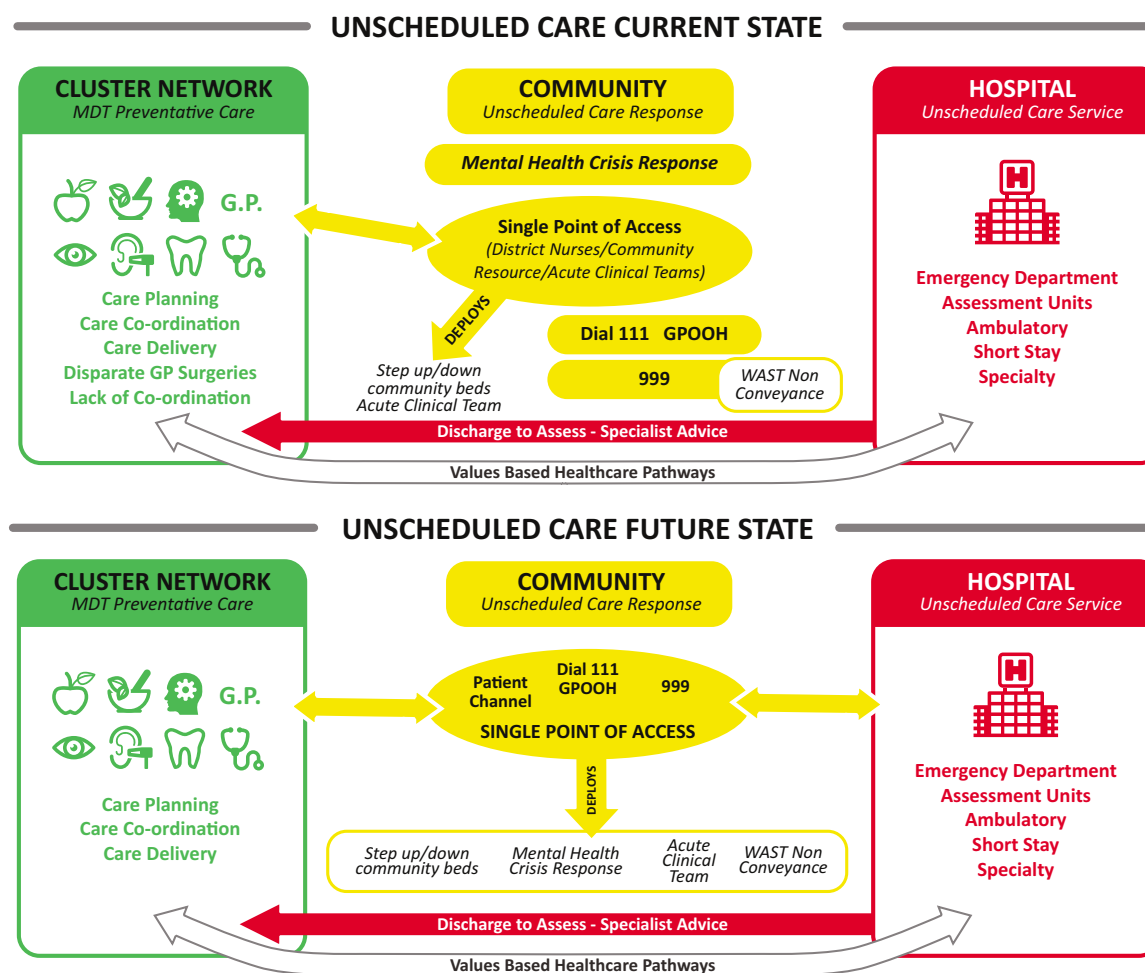 UNSCHEDULED CARE CURRENT STATE
CLUSTER NETWORK
MDT Preventative Care
G.P.
Care Planning
Care Co-ordination
Care Delivery
Disparate GP Surgeries
Lack of Co-ordination
COMMUNITY
Unscheduled Care Response
Mental Health Crisis Response
Single Point of Access
(District Nurses/Community
Resource/Acute Clinical Teams)
DEPLOYS
Step up/down
community beds
Acute Clinical Team
Dial 111 GPOOH
999
WAST Non
Conveyance
HOSPITAL
Unscheduled Care Service
H
Emergency Department
Assessment Units
Ambulatory
Short Stay
Specialty
Discharge to Assess - Specialist Advice
Values Based Healthcare Pathways
UNSCHEDULED CARE FUTURE STATE
CLUSTER NETWORK
MDT Preventative Care
G.P.
Care Planning
Care Co-ordination
Care Delivery
COMMUNITY
Unscheduled Care Response
Patient
Channel
Dial 111
GPOOH
999
SINGLE POINT OF ACCESS
DEPLOYS
Step up/down
community beds
Mental Health
Crisis Response
Acute
Clinical
Team
WAST Non
Conveyance
HOSPITAL
Unscheduled Care Service
H
Emergency Department
Assessment Units
Ambulatory
Short Stay
Specialty
Discharge to Assess - Specialist Advice
Values Based Healthcare Pathways